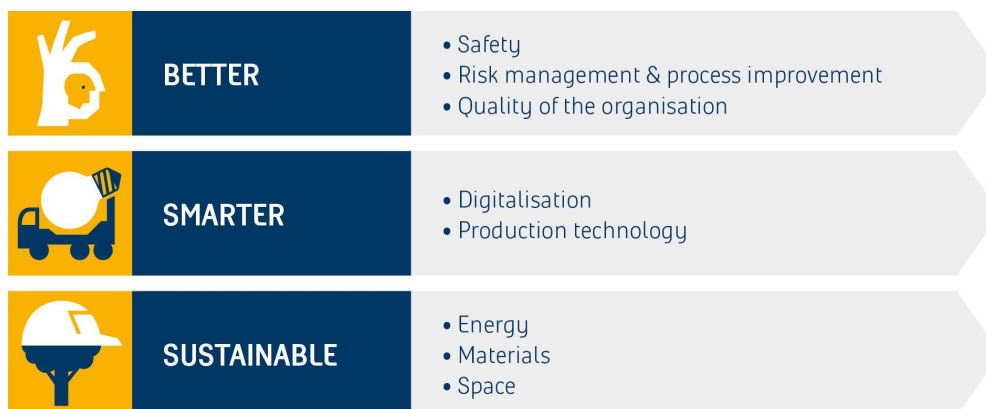 BETTER
• Safety
• Risk management & process improvement
• Quality of the organisation
SMARTER
• Digitalisation
• Production technology
SUSTAINABLE
• Energy
• Materials
• Space